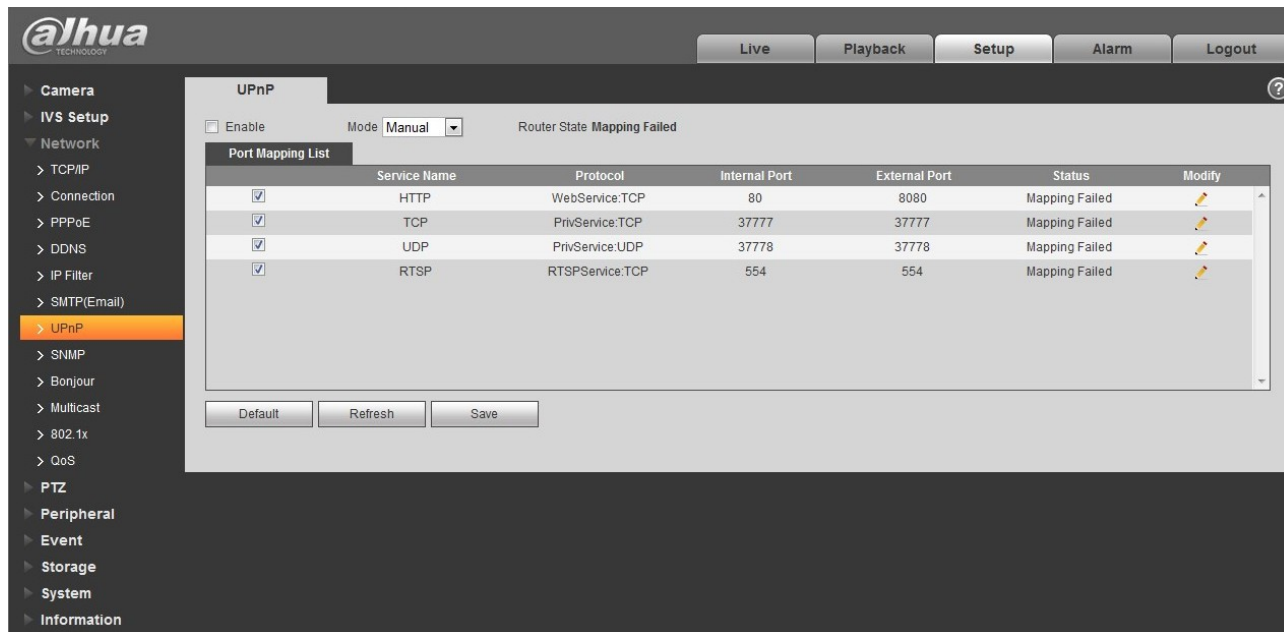 alhua
TECHNOLOGY
Live Playback Setup Alarm Logout
Camera
IVS Setup
Network
> TCP/IP
> Connection
> PPPoE
> DDNS
> IP Filter
> SMTP(Email)
> UPnP
> SNMP
> Bonjour
> Multicast
> 802.1x
> QoS
PTZ
Peripheral
Event
Storage
System
Information
UPnP ?
Enable Mode Manual Router State Mapping Failed
Port Mapping List
Service Name Protocol Internal Port External Port Status Modify
HTTP WebService:TCP 80 8080 Mapping Failed
TCP PrivService:TCP 37777 37777 Mapping Failed
UDP PrivService:UDP 37778 37778 Mapping Failed
RTSP RTSPService:TCP 554 554 Mapping Failed
Default Refresh Save